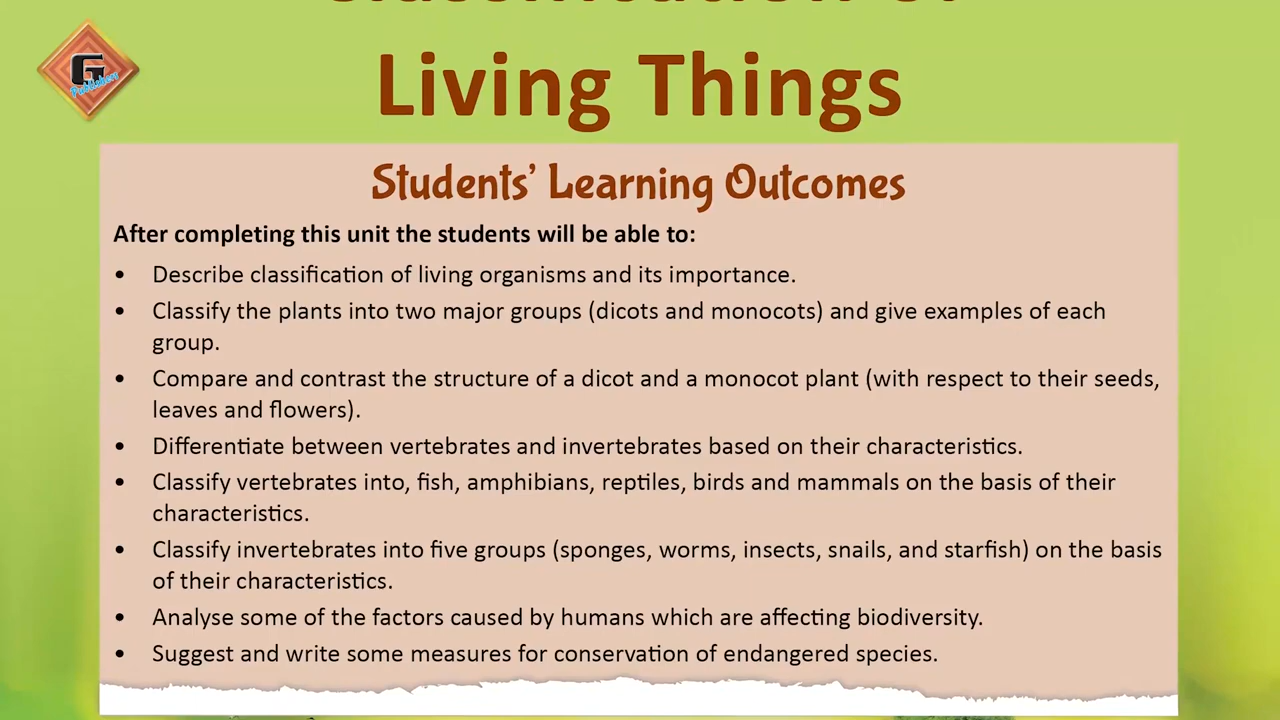 Classification of
Living Things
G
Publishers
Students’ Learning Outcomes
After completing this unit the students will be able to:
• Describe classification of living organisms and its importance.
• Classify the plants into two major groups (dicots and monocots) and give examples of each
group.
• Compare and contrast the structure of a dicot and a monocot plant (with respect to their seeds,
leaves and flowers).
• Differentiate between vertebrates and invertebrates based on their characteristics.
• Classify vertebrates into, fish, amphibians, reptiles, birds and mammals on the basis of their
characteristics.
• Classify invertebrates into five groups (sponges, worms, insects, snails, and starfish) on the basis
of their characteristics.
• Analyse some of the factors caused by humans which are affecting biodiversity.
• Suggest and write some measures for conservation of endangered species.